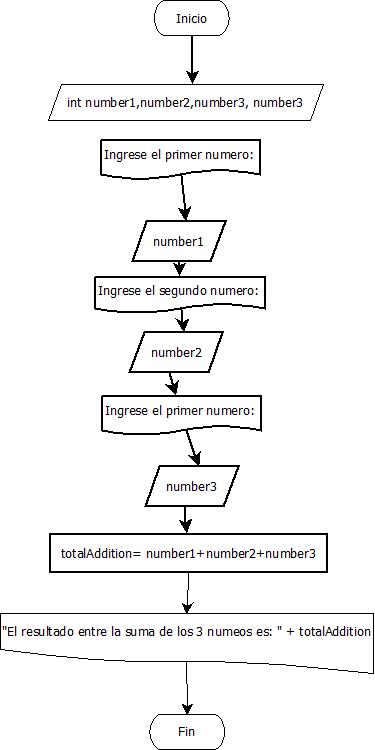 Inicio
int number1,number2,number3, number3
Ingrese el primer numero:
number1
Ingrese el segundo numero:
number2
Ingrese el primer numero:
number3
totalAddition= number1+number2+number3
"El resultado entre la suma de los 3 numeos es: " + totalAddition
Fin